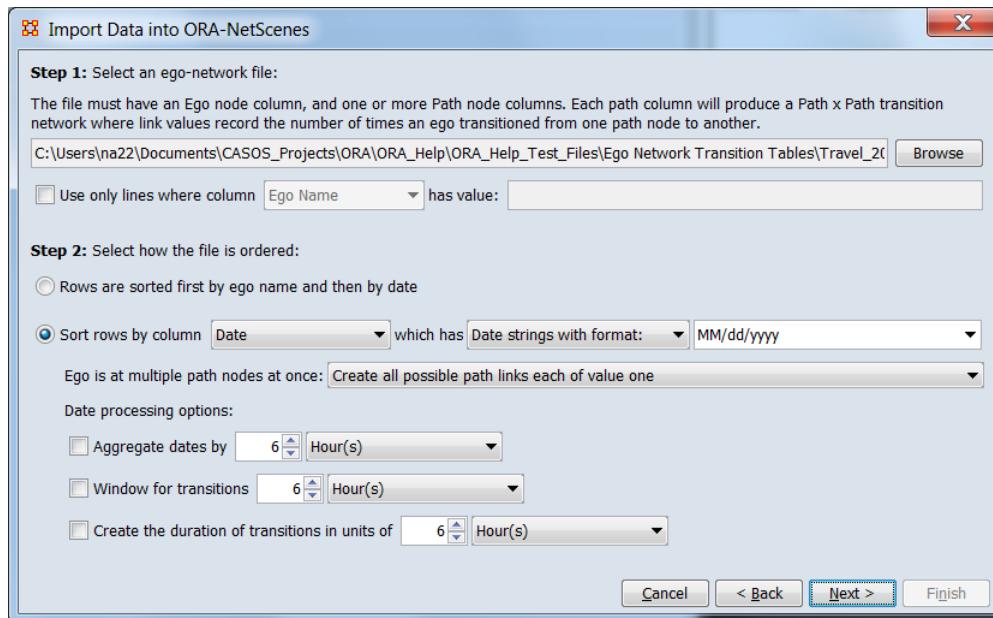 Import Data into ORA-NetScenes
Step 1: Select an ego-network file:
The file must have an Ego node column, and one or more Path node columns. Each path column will produce a Path x Path transition
network where link values record the number of times an ego transitioned from one path node to another.
C:\Users\na22\Documents\CASOS_Projects\ORA\ORA_Help\ORA_Help_Test_Files\Ego Network Transition Tables\Travel_20 Browse
Use only lines where column Ego Name has value:
Step 2: Select how the file is ordered:
Rows are sorted first by ego name and then by date
Sort rows by column Date which has Date strings with format: MM/dd/yyyy
Ego is at multiple path nodes at once: Create all possible path links each of value one
Date processing options:
Aggregate dates by 6 Hour(s)
Window for transitions 6 Hour(s)
Create the duration of transitions in units of 6 Hour(s)
Cancel < Back Next > Finish